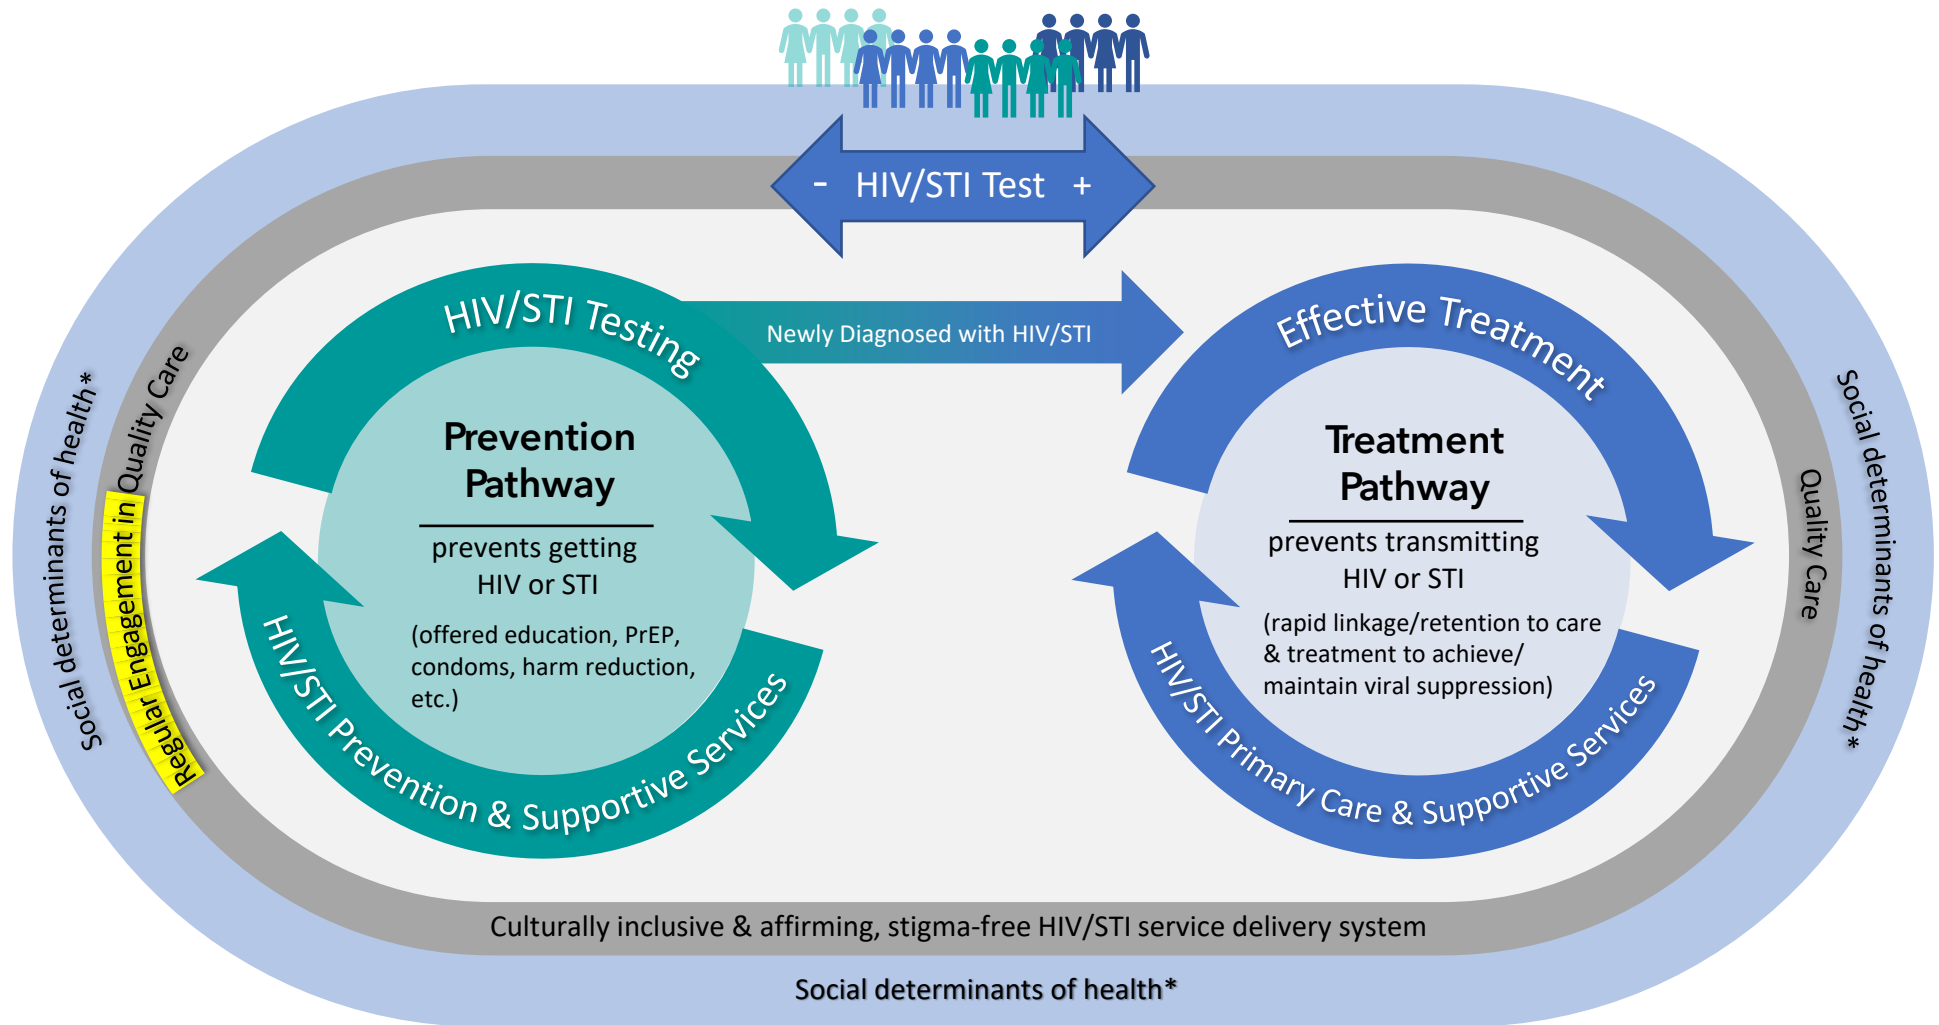 - HIV/STI Test +
HIV/STI Testing
Newly Diagnosed with HIV/STI
Effective Treatment
Prevention
Pathway
prevents getting
HIV or STI
(offered education, PrEP,
condoms, harm reduction,
etc.)
HIV/STI Prevention & Supportive Services
Treatment
Pathway
prevents transmitting
HIV or STI
(rapid linkage/retention to care
& treatment to achieve/
maintain viral suppression)
HIV/STI Primary Care & Supportive Services
Social determinants of health*
Regular Engagement in Quality Care
Quality Care
Social determinants of health*
Culturally inclusive & affirming, stigma-free HIV/STI service delivery system
Social determinants of health*